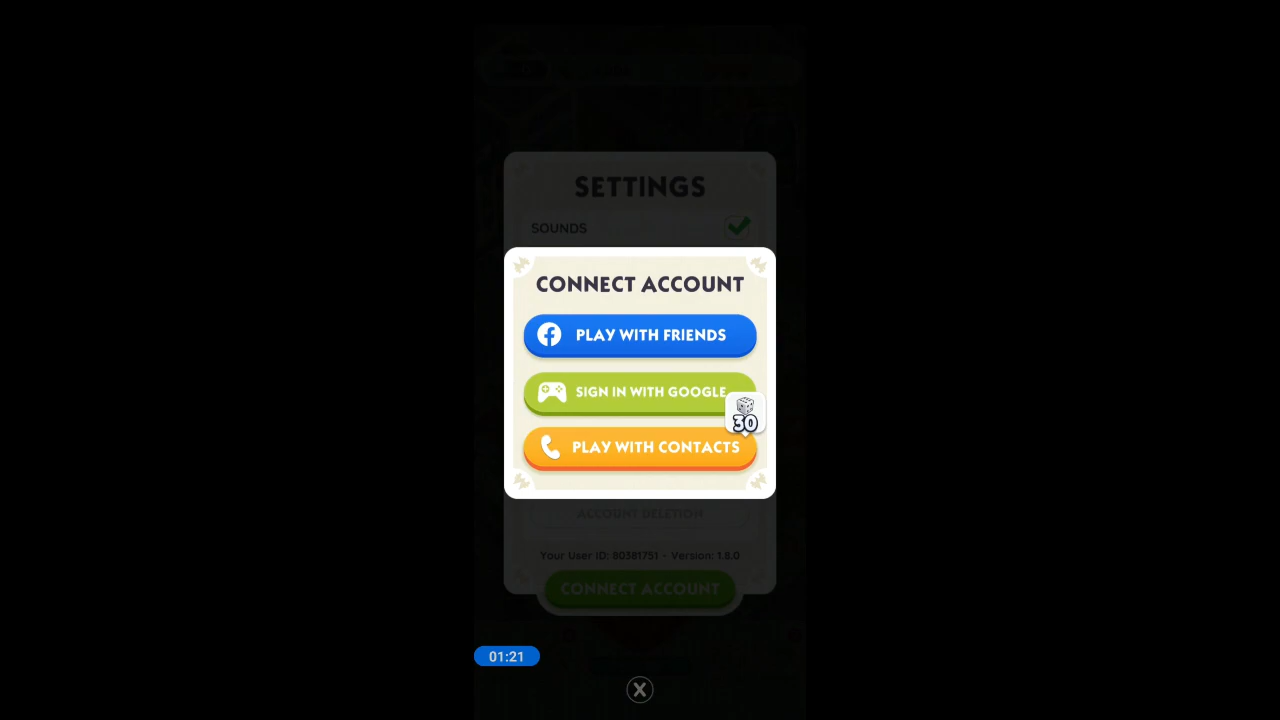 SETTINGS
SOUNDS
CONNECT ACCOUNT
PLAY WITH FRIENDS
SIGN IN WITH GOOGLE
30
PLAY WITH CONTACTS
ACCOUNT DELETION
Your User ID: 80381751 - Version: 1.8.0
CONNECT ACCOUNT
01:21
X